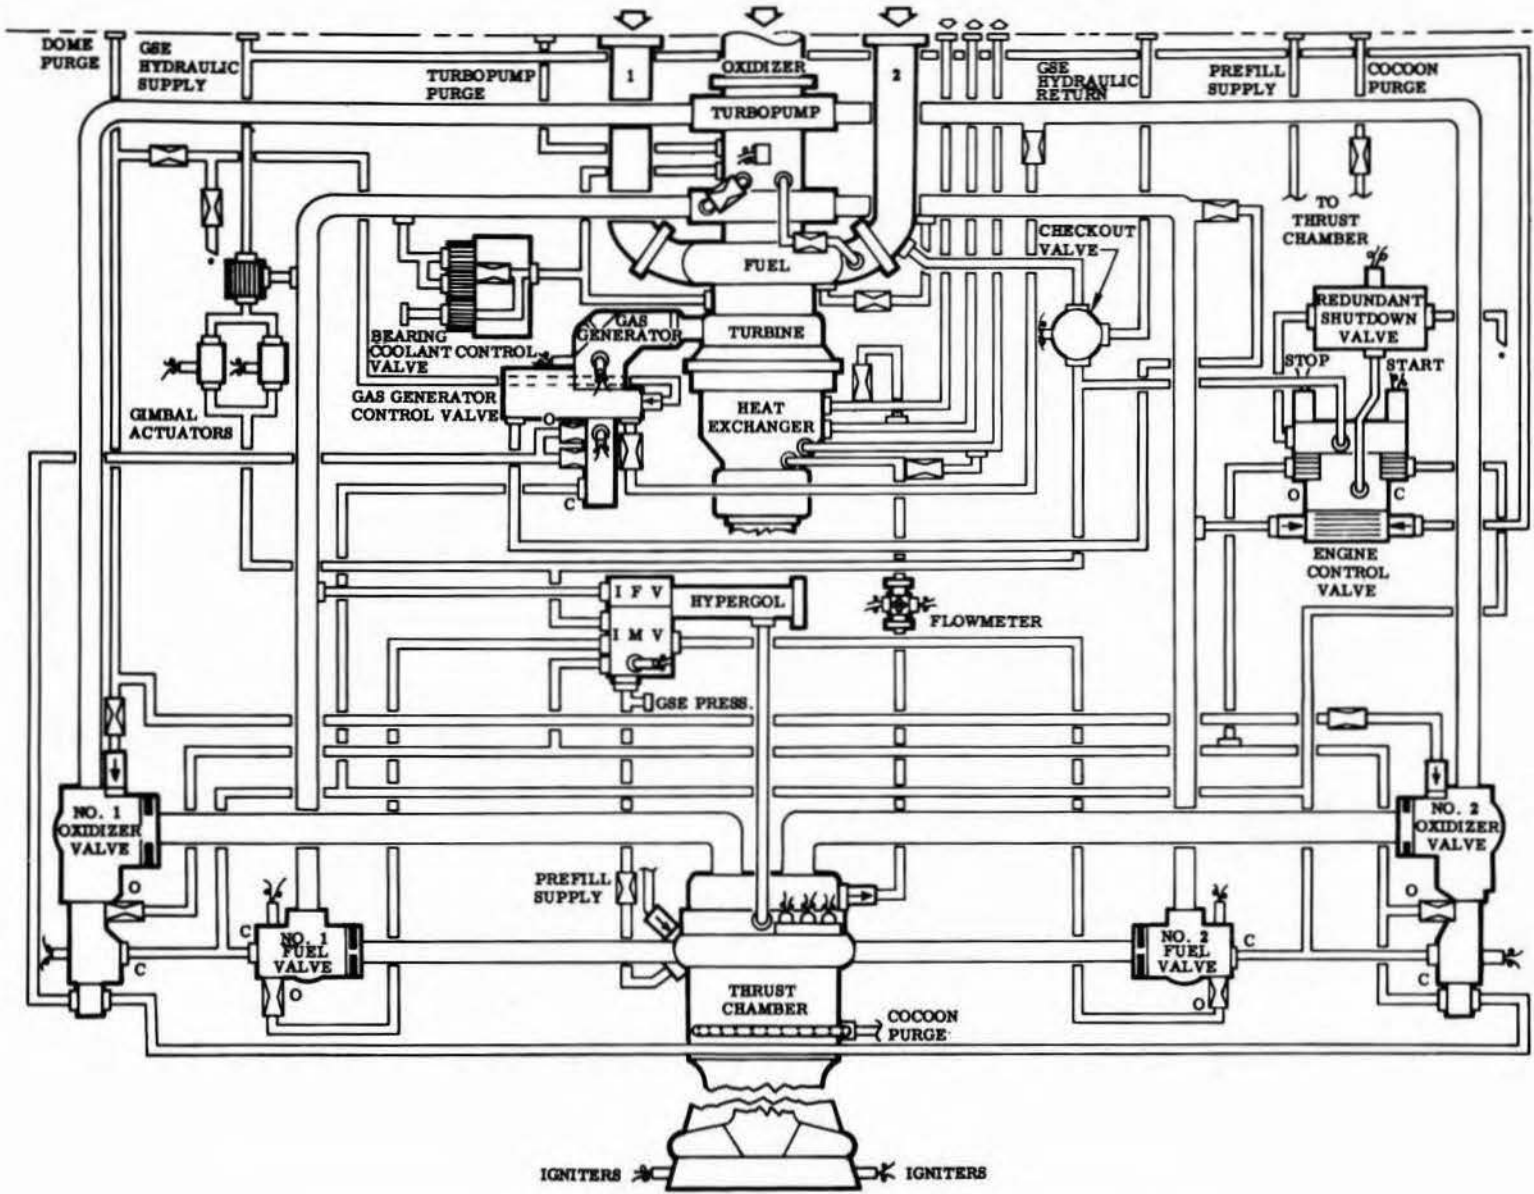 DOME
PURGE
GSE
HYDRAULIC
SUPPLY
TURBOPUMP
PURGE
1
OXIDIZER
TURBOPUMP
2
GSE
HYDRAULIC
RETURN
PREFILL
SUPPLY
COCOON
PURGE
TO
THRUST
CHAMBER
CHECKOUT
VALVE
FUEL
REDUNDANT
SHUTDOWN
VALVE
STOP
START
BEARING
COOLANT CONTROL
VALVE
GAS
GENERATOR
TURBINE
GAS GENERATOR
CONTROL VALVE
O
C
HEAT
EXCHANGER
GIMBAL
ACTUATORS
O
C
ENGINE
CONTROL
VALVE
I F V
HYPERGOL
I M V
GSE PRESS.
FLOWMETER
NO. 1
OXIDIZER
VALVE
O
C
NO. 2
OXIDIZER
VALVE
O
C
PREFILL
SUPPLY
C
NO. 1
FUEL
VALVE
O
NO. 2
FUEL
VALVE
C
O
THRUST
CHAMBER
COCOON
PURGE
IGNITERS
IGNITERS